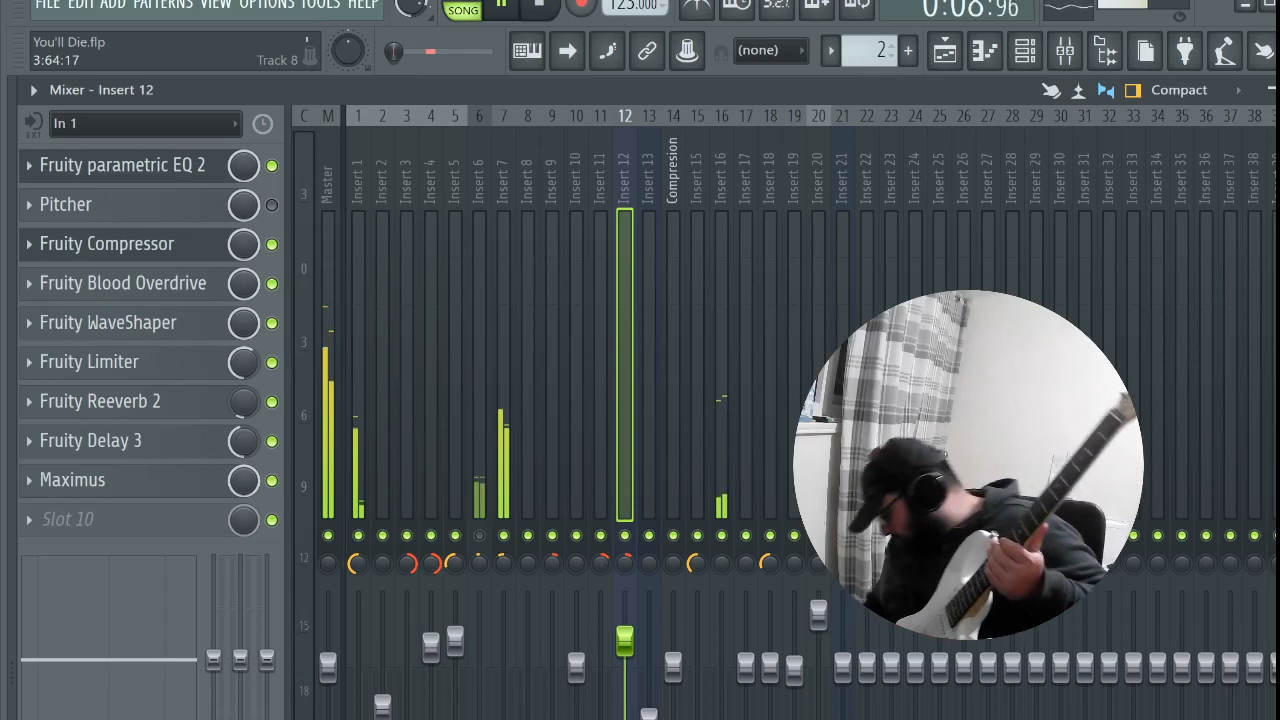 FILE EDIT ADD PATTERNS VIEW OPTIONS TOOLS HELP
SONG
123.000
0:08:96
You'll Die.flp
3:64:17
Track 8
(none)
2
Mixer - Insert 12
Compact
In 1
C M 1 2 3 4 5 6 7 8 9 10 11 12 13 14 15 16 17 18 19 20 21 22 23 24 25 26 27 28 29 30 31 32 33 34 35 36 37 38
Master
Insert 1
Insert 2
Insert 3
Insert 4
Insert 5
Insert 6
Insert 7
Insert 8
Insert 9
Insert 10
Insert 11
Insert 12
Insert 13
Compresion
Insert 15
Insert 16
Insert 17
Insert 18
Insert 19
Insert 20
Insert 21
Insert 22
Insert 23
Insert 24
Insert 25
Insert 26
Insert 27
Insert 28
Insert 29
Insert 30
Insert 31
Insert 32
Insert 33
Insert 34
Insert 35
Insert 36
Insert 37
Insert 38
Fruity parametric EQ 2
Pitcher
Fruity Compressor
Fruity Blood Overdrive
Fruity WaveShaper
Fruity Limiter
Fruity Reeverb 2
Fruity Delay 3
Maximus
Slot 10
EXT
3
0
3
6
9
12
15
18